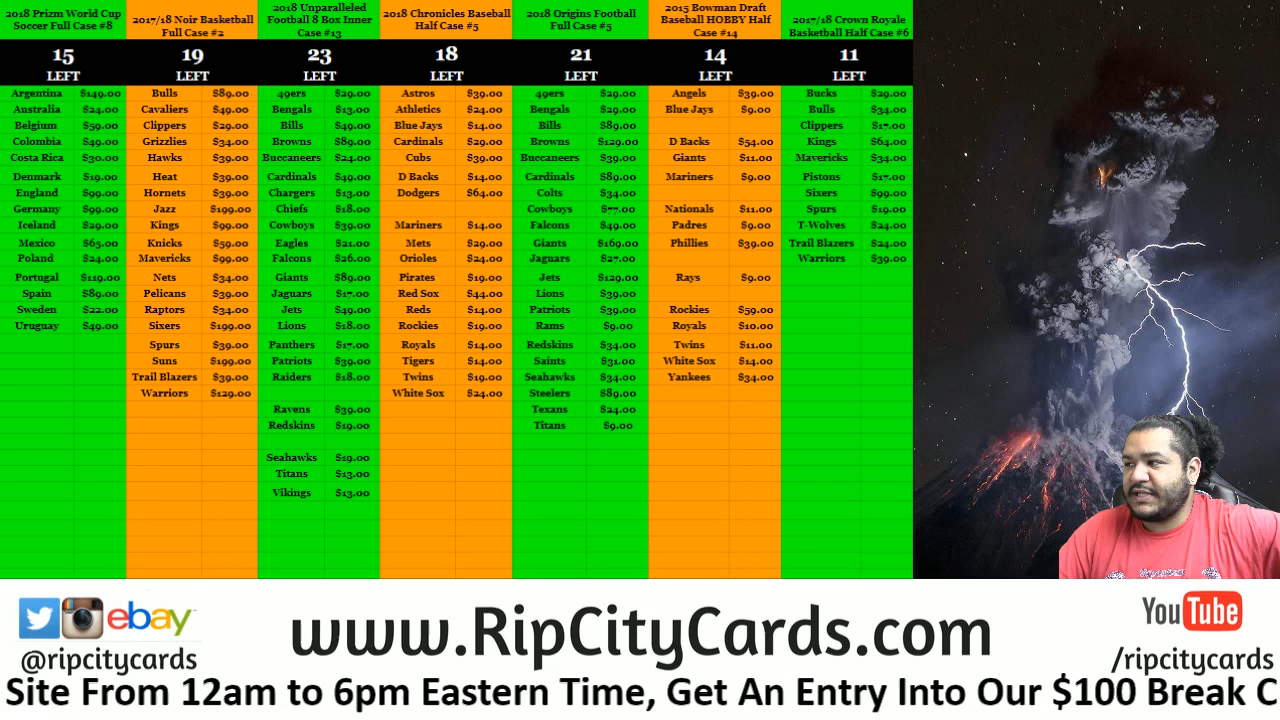 2018 Prizm World Cup
Soccer Full Case #8
15
LEFT
Argentina $149.00
Australia $24.00
Belgium $59.00
Colombia $49.00
Costa Rica $30.00
Denmark $19.00
England $99.00
Germany $99.00
Iceland $29.00
Mexico $65.00
Poland $24.00
Portugal $119.00
Spain $89.00
Sweden $22.00
Uruguay $49.00
2017/18 Noir Basketball
Full Case #2
19
LEFT
Bulls $89.00
Cavaliers $49.00
Clippers $29.00
Grizzlies $34.00
Hawks $39.00
Heat $39.00
Hornets $39.00
Jazz $199.00
Kings $99.00
Knicks $59.00
Mavericks $99.00
Nets $34.00
Pelicans $39.00
Raptors $34.00
Sixers $199.00
Spurs $39.00
Suns $199.00
Trail Blazers $39.00
Warriors $129.00
2018 Unparalleled
Football 8 Box Inner
Case #13
23
LEFT
49ers $29.00
Bengals $13.00
Bills $49.00
Browns $89.00
Buccaneers $24.00
Cardinals $49.00
Chargers $13.00
Chiefs $18.00
Cowboys $39.00
Eagles $21.00
Falcons $26.00
Giants $89.00
Jaguars $17.00
Jets $49.00
Lions $18.00
Panthers $17.00
Patriots $39.00
Raiders $18.00
Ravens $39.00
Redskins $19.00
Seahawks $19.00
Titans $13.00
Vikings $13.00
2018 Chronicles Baseball
Half Case #5
18
LEFT
Astros $39.00
Athletics $24.00
Blue Jays $14.00
Cardinals $29.00
Cubs $39.00
D Backs $14.00
Dodgers $64.00
Mariners $14.00
Mets $29.00
Orioles $24.00
Pirates $19.00
Red Sox $44.00
Reds $14.00
Rockies $19.00
Royals $14.00
Tigers $14.00
Twins $19.00
White Sox $24.00
2018 Origins Football
Full Case #5
21
LEFT
49ers $29.00
Bengals $29.00
Bills $89.00
Browns $129.00
Buccaneers $39.00
Cardinals $89.00
Colts $34.00
Cowboys $77.00
Falcons $49.00
Giants $169.00
Jaguars $27.00
Jets $129.00
Lions $39.00
Patriots $39.00
Rams $9.00
Redskins $34.00
Saints $31.00
Seahawks $34.00
Steelers $89.00
Texans $24.00
Titans $9.00
2015 Bowman Draft
Baseball HOBBY Half
Case #14
14
LEFT
Angels $39.00
Blue Jays $9.00
D Backs $54.00
Giants $11.00
Mariners $9.00
Nationals $11.00
Padres $9.00
Phillies $39.00
Rays $9.00
Rockies $59.00
Royals $10.00
Twins $11.00
White Sox $14.00
Yankees $34.00
2017/18 Crown Royale
Basketball Half Case #6
11
LEFT
Bucks $29.00
Bulls $34.00
Clippers $17.00
Kings $64.00
Mavericks $34.00
Pistons $17.00
Sixers $99.00
Spurs $19.00
T-Wolves $24.00
Trail Blazers $24.00
Warriors $39.00
ebay
@ripcitycards
www.RipCityCards.com
YouTube
/ripcitycards
Site From 12am to 6pm Eastern Time, Get An Entry Into Our $100 Break C